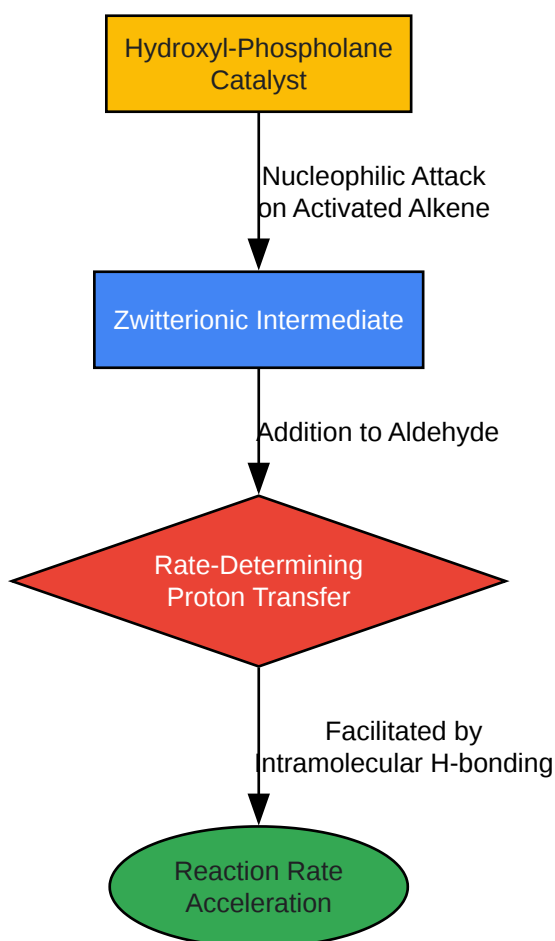 Hydroxyl-Phospholane
Catalyst
Nucleophilic Attack
on Activated Alkene
Zwitterionic Intermediate
Addition to Aldehyde
Rate-Determining
Proton Transfer
Facilitated by
Intramolecular H-bonding
Reaction Rate
Acceleration